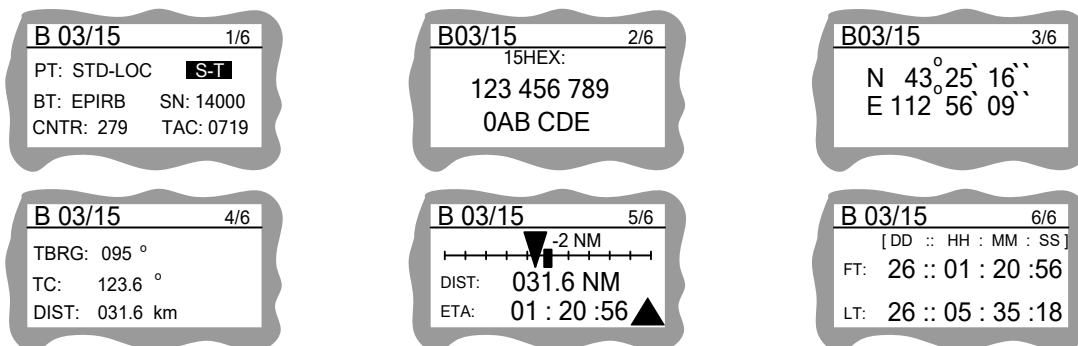 B 03/15 1/6
PT: STD-LOC S-T
BT: EPIRB SN: 14000
CNTR: 279 TAC: 0719
B03/15 2/6
15HEX:
123 456 789
0AB CDE
B03/15 3/6
N 43° 25` 16``
E 112° 56` 09``
B 03/15 4/6
TBRG: 095 °
TC: 123.6 °
DIST: 031.6 km
B 03/15 5/6
-2 NM
DIST: 031.6 NM
ETA: 01 : 20 :56
B 03/15 6/6
[ DD :: HH : MM : SS ]
FT: 26 :: 01 : 20 :56
LT: 26 :: 05 : 35 :18